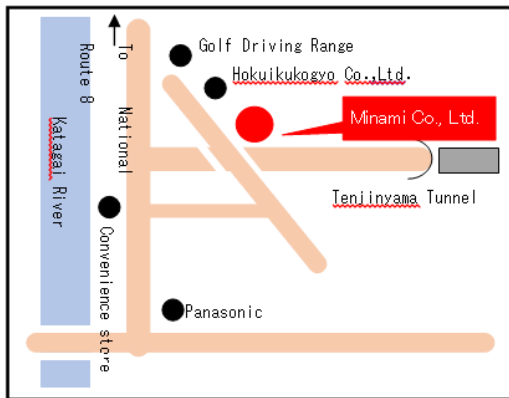 Golf Driving Range
Hokuikukogyo Co.,Ltd.
Minami Co., Ltd.
Tenjinyama Tunnel
To National
Route 8
Katagai River
Convenience store
Panasonic